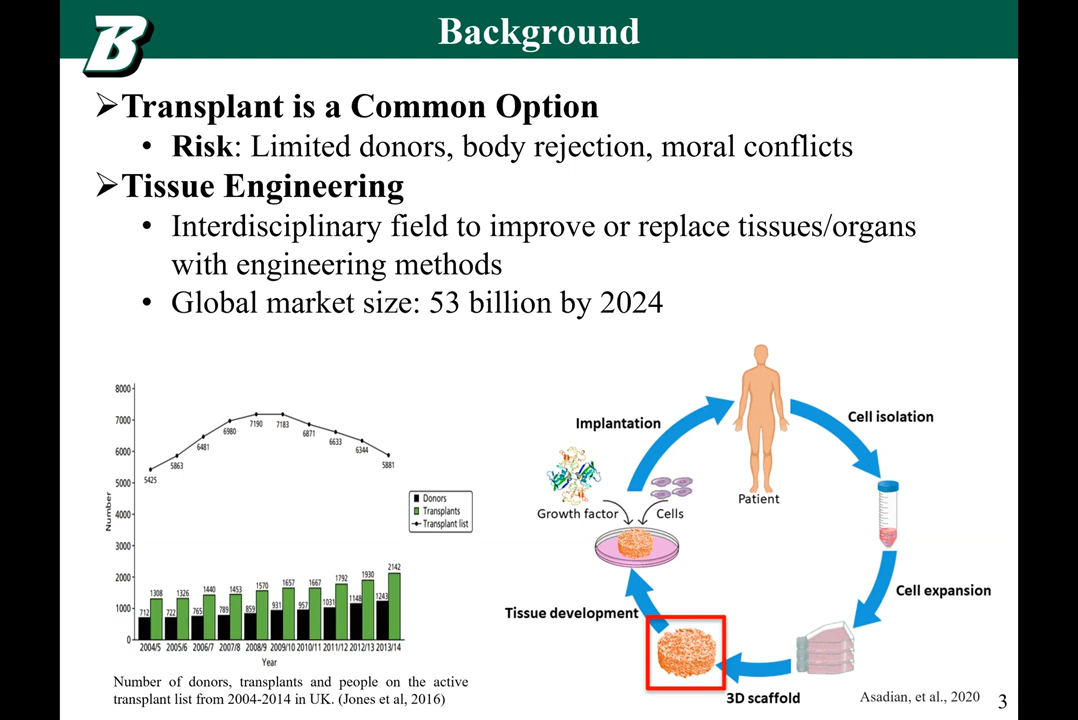 B
Background
➢Transplant is a Common Option
• Risk: Limited donors, body rejection, moral conflicts
➢Tissue Engineering
• Interdisciplinary field to improve or replace tissues/organs
with engineering methods
• Global market size: 53 billion by 2024
8000
7000
6000
5000
4000
3000
2000
1000
0
Number
5425
5863
6481
6980
7190
7183
6871
6633
6344
5881
Donors
Transplants
Transplant list
712 1308
722 1326
765 1440
789 1453
859 1570
931 1657
957 1667
1031 1792
1148 1930
1243 2142
2004/5 2005/6 2006/7 2007/8 2008/9 2009/10 2010/11 2011/12 2012/13 2013/14
Year
Number of donors, transplants and people on the active
transplant list from 2004-2014 in UK. (Jones et al, 2016)
Implantation
Cell isolation
Patient
Growth factor
Cells
Cell expansion
Tissue development
3D scaffold
Asadian, et al., 2020
3